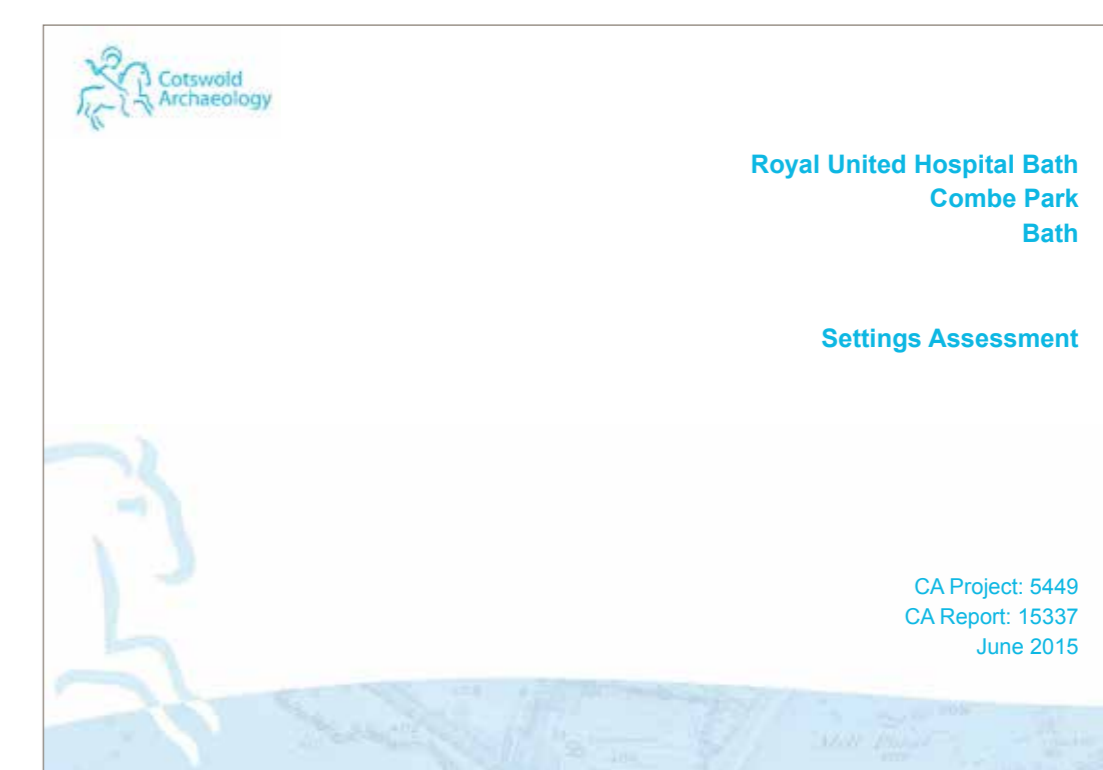 Cotswold
Archaeology
Royal United Hospital Bath
Combe Park
Bath
Settings Assessment
CA Project: 5449
CA Report: 15337
June 2015